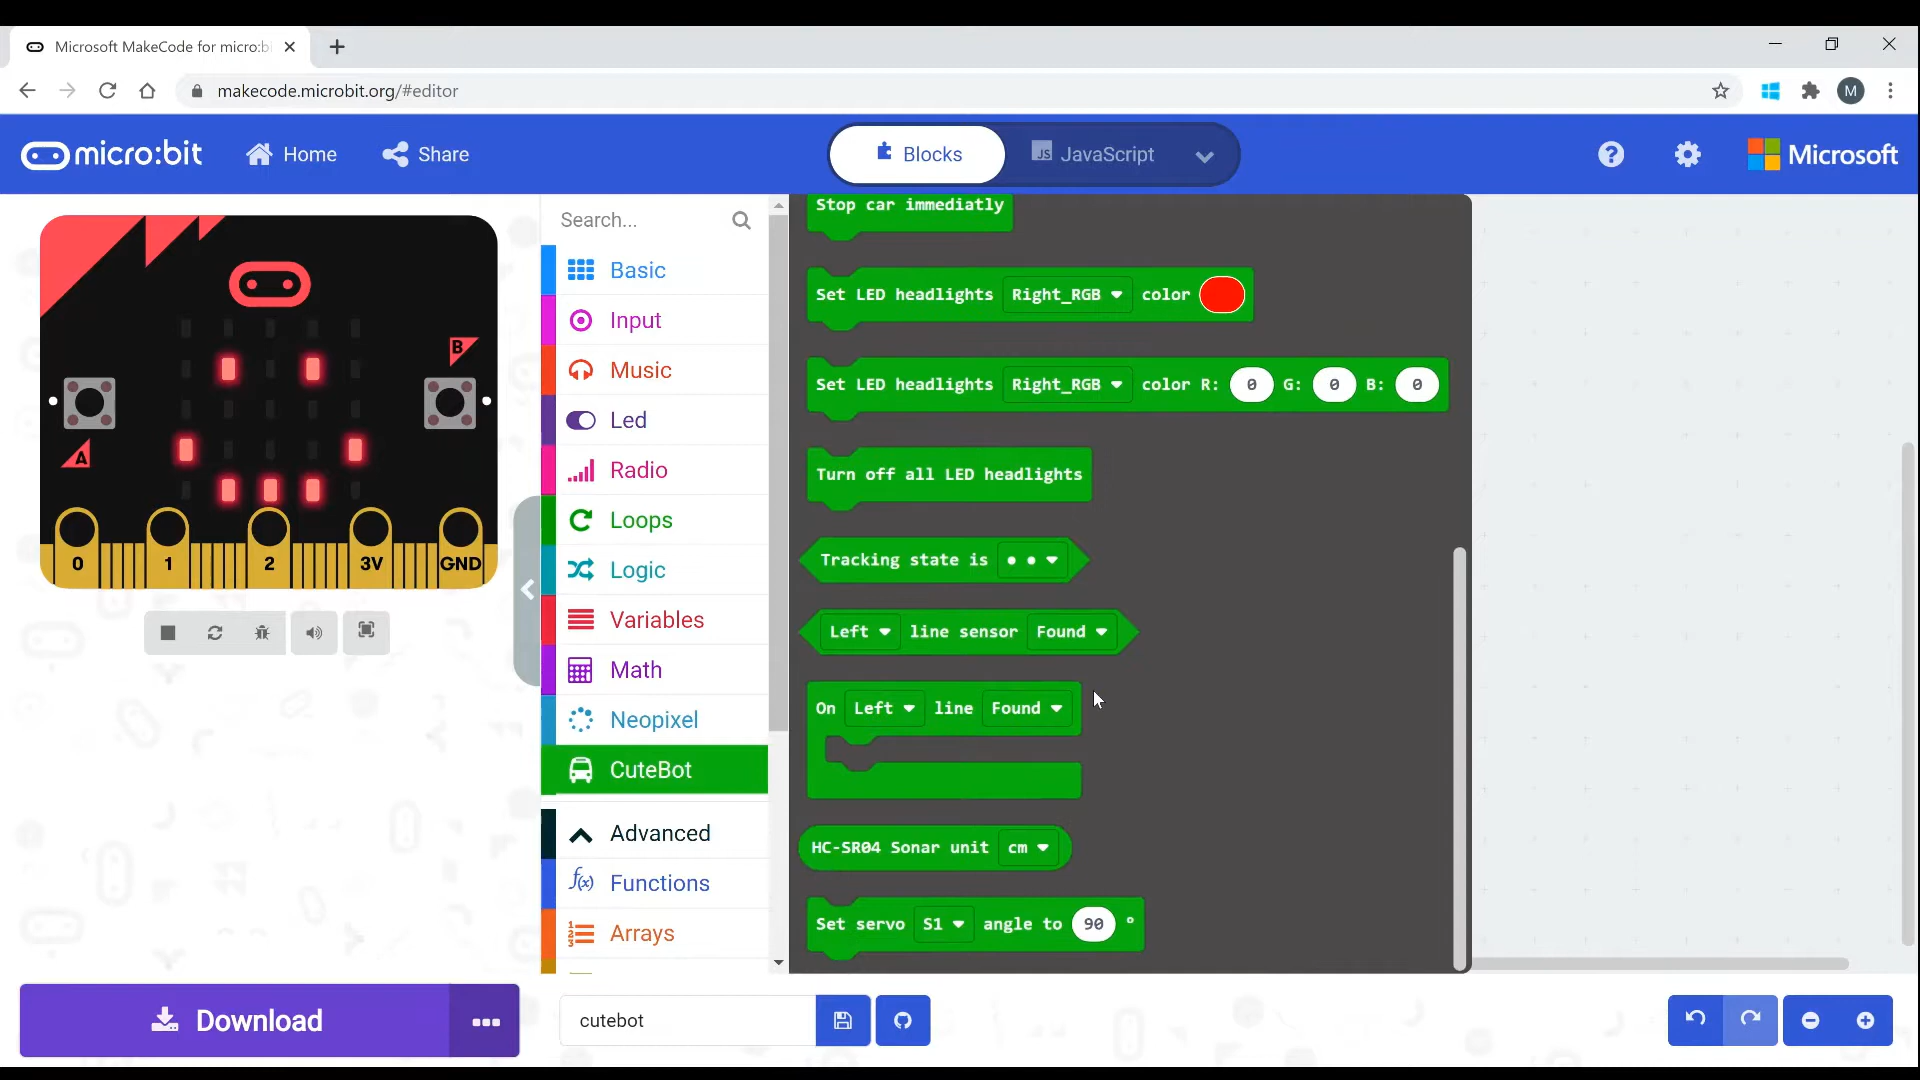 Microsoft MakeCode for micro:b
makecode.microbit.org/#editor
M
micro:bit
Home
Share
Blocks
JS JavaScript
Microsoft
B
A
0 1 2 3V GND
Download
Search...
Basic
Input
Music
Led
Radio
Loops
Logic
Variables
Math
Neopixel
CuteBot
Advanced
f(x) Functions
Arrays
Stop car immediatly
Set LED headlights Right_RGB color
Set LED headlights Right_RGB color R: 0 G: 0 B: 0
Turn off all LED headlights
Tracking state is
Left line sensor Found
On Left line Found
HC-SR04 Sonar unit cm
Set servo S1 angle to 90 °
cutebot